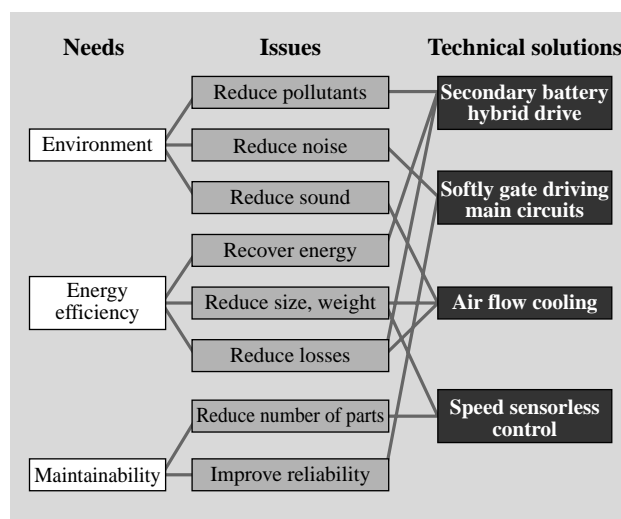 Needs
Issues
Technical solutions
Environment
Energy
efficiency
Maintainability
Reduce pollutants
Reduce noise
Reduce sound
Recover energy
Reduce size, weight
Reduce losses
Reduce number of parts
Improve reliability
Secondary battery
hybrid drive
Softly gate driving
main circuits
Air flow cooling
Speed sensorless
control